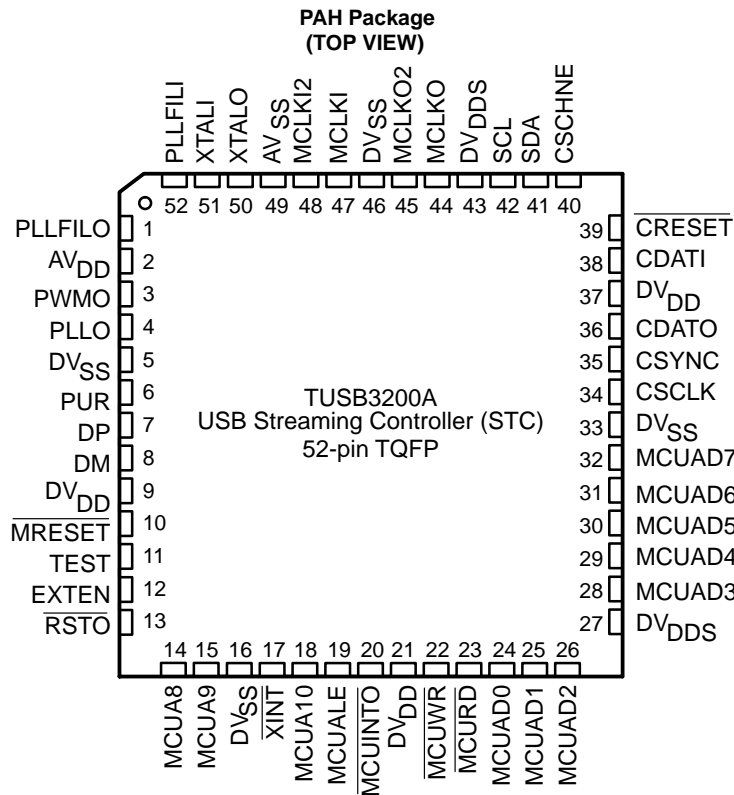 PAH Package
(TOP VIEW)
PLLFILI
XTALI
XTALO
AVSS
MCLKI2
MCLKI
DVSS
MCLKO2
MCLKO
DVDDS
SCL
SDA
CSCHNE
52 51 50 49 48 47 46 45 44 43 42 41 40
PLLFILO 1
AVDD 2
PWMO 3
PLLO 4
DVSS 5
PUR 6
DP 7
DM 8
DVDD 9
MRESET 10
TEST 11
EXTEN 12
RSTO 13
TUSB3200A
USB Streaming Controller (STC)
52-pin TQFP
39 CRESET
38 CDATI
37 DVDD
36 CDATO
35 CSYNC
34 CSCLK
33 DVSS
32 MCUAD7
31 MCUAD6
30 MCUAD5
29 MCUAD4
28 MCUAD3
27 DVDDS
14 15 16 17 18 19 20 21 22 23 24 25 26
MCUA8
MCUA9
DVSS
XINT
MCUA10
MCUALE
MCUINTO
DVDD
MCUWR
MCURD
MCUAD0
MCUAD1
MCUAD2